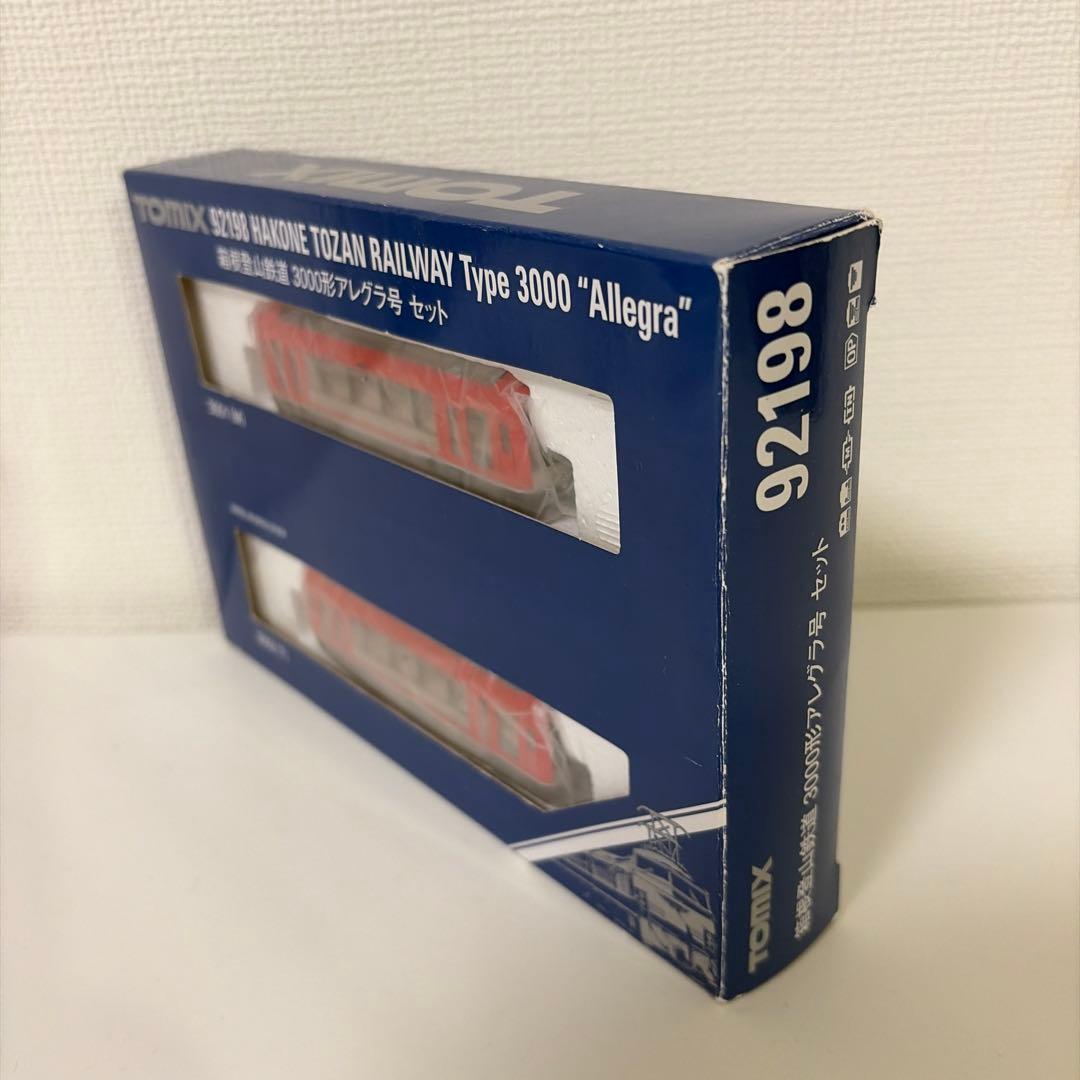 TOMIX
TOMIX 92198 HAKONE TOZAN RAILWAY Type 3000 “Allegra”
箱根登山鉄道 3000形アレグラ号 セット
92198
OP
M
TOMIX
箱根登山鉄道 3000形アレグラ号 セット